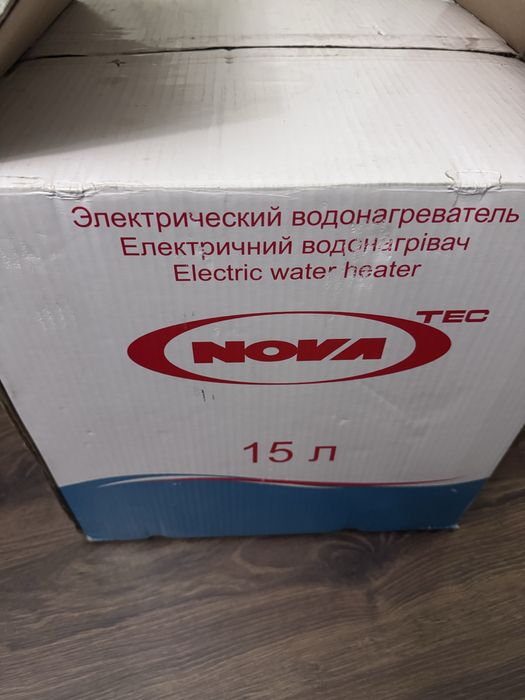 Электрический водонагреватель
Електричний водонагрівач
Electric water heater
NOVA TEC
15 л